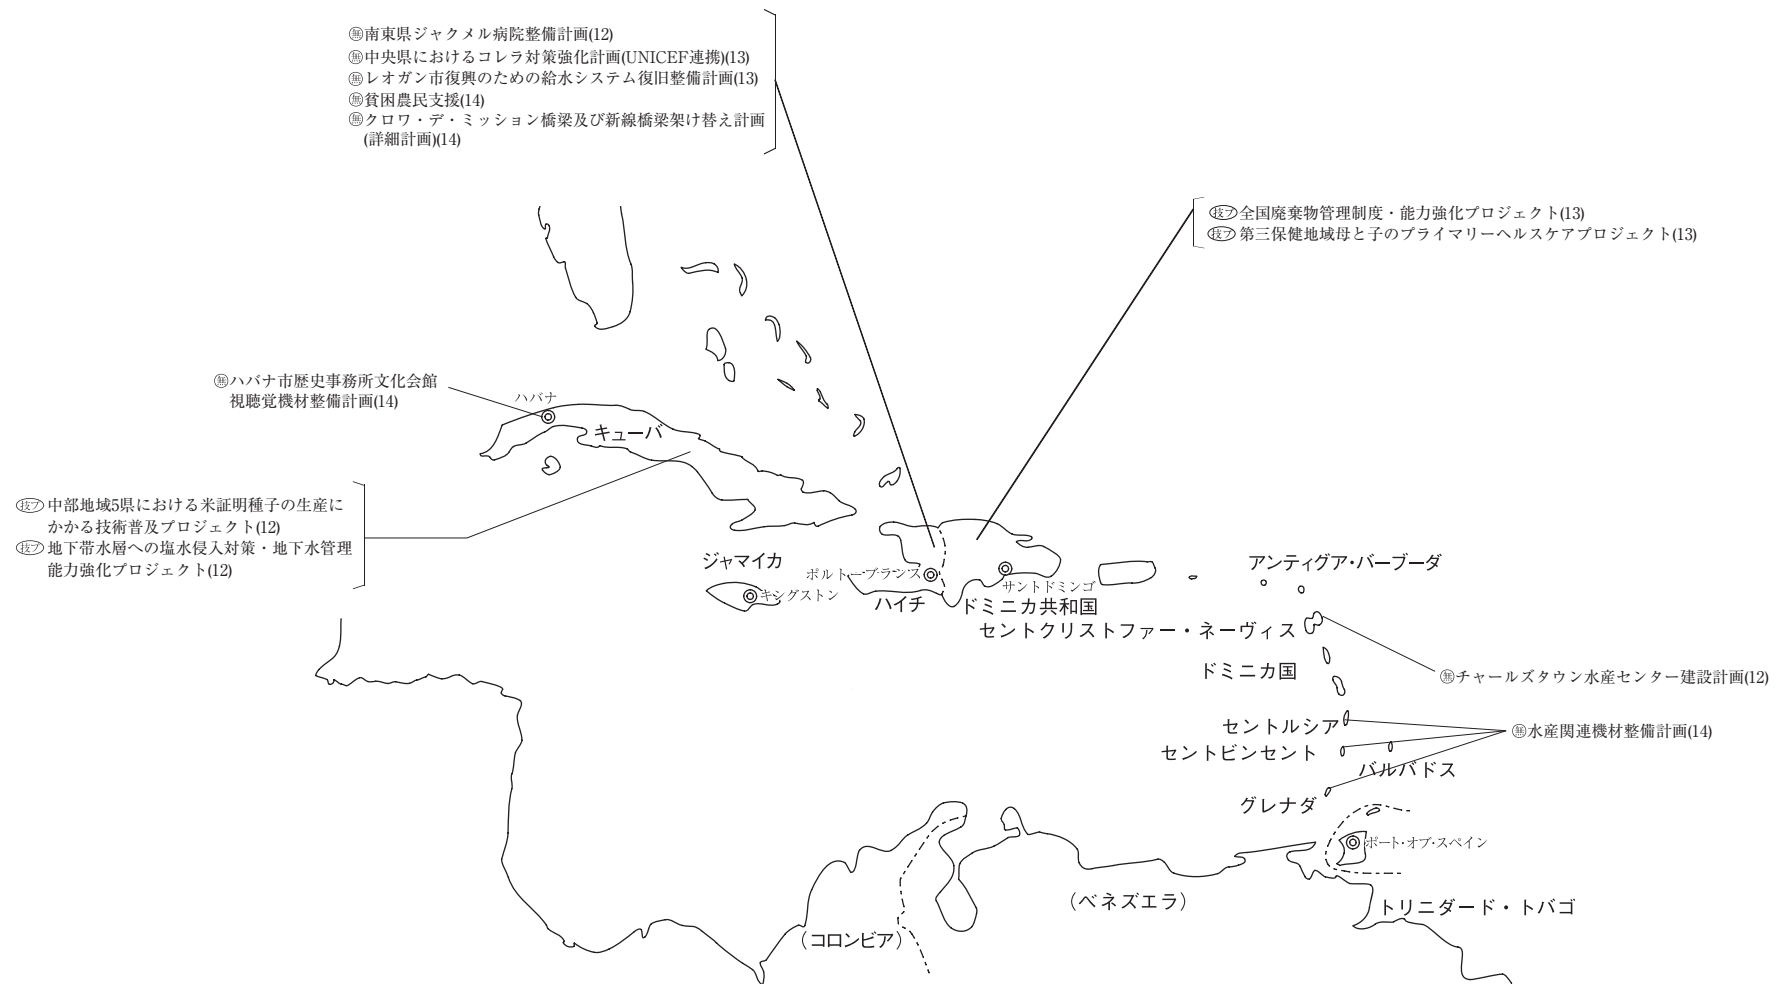 ㊄南東県ジャクメル病院整備計画(12)
㊄中央県におけるコレラ対策強化計画(UNICEF連携)(13)
㊄レオガン市復興のための給水システム復旧整備計画(13)
㊄貧困農民支援(14)
㊄クロワ・デ・ミッション橋梁及び新線橋梁架け替え計画
(詳細計画)(14)
技プ 全国廃棄物管理制度・能力強化プロジェクト(13)
技プ 第三保健地域母と子のプライマリーヘルスケアプロジェクト(13)
無ハバナ市歴史事務所文化会館
視聴覚機材整備計画(14)
ハバナ
キューバ
技プ 中部地域5県における米証明種子の生産に
かかる技術普及プロジェクト(12)
技プ 地下帯水層への塩水侵入対策・地下水管理
能力強化プロジェクト(12)
ジャマイカ
キングストン
ポルトープランス
ハイチ
サントドミンゴ
ドミニカ共和国
アンティグア・バーブーダ
セントクリストファー・ネーヴィス
ドミニカ国
無チャールズタウン水産センター建設計画(12)
セントルシア
無水産関連機材整備計画(14)
セントビンセント
バルバドス
グレナダ
ポート・オブ・スペイン
(ベネズエラ)
トリニダード・トバゴ
(コロンビア)